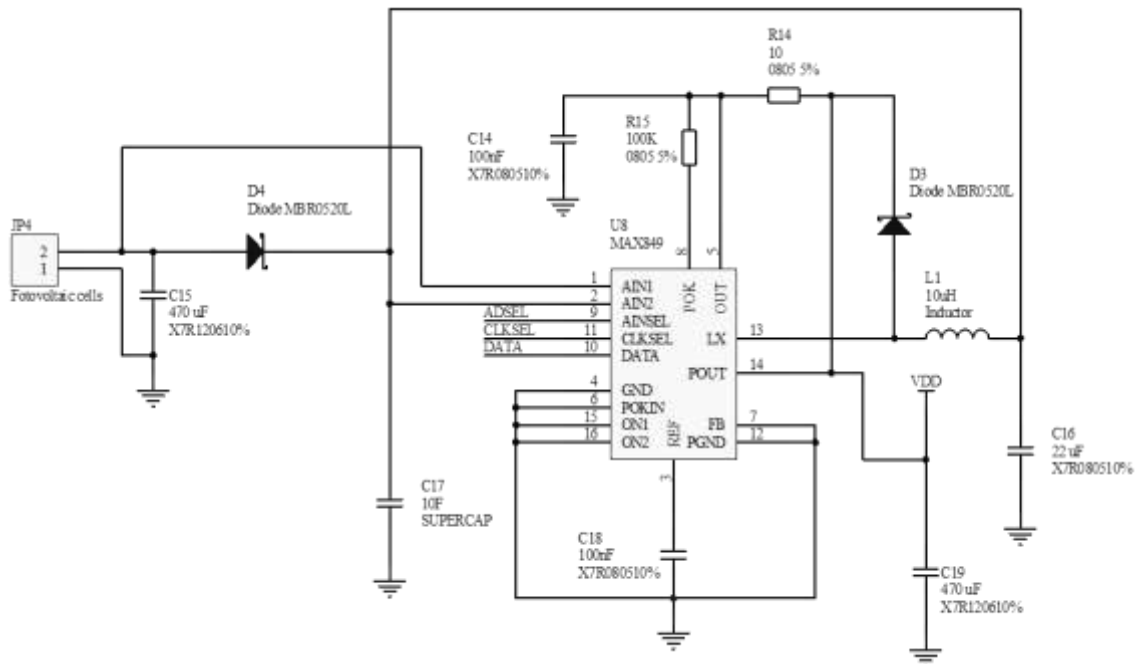 R14
10
0805 5%
R15
100K
0805 5%
C14
100nF
X7R080510%
D3
Diode MBR0520L
D4
Diode MBR0520L
U8
MAX849
JP4
2
1
Fotovoltaic cells
C15
470 uF
X7R120610%
L1
10uH
Inductor
8
5
POK
OUT
1
AIN1
2
AIN2
ADSEL
9
AINSEL
CLKSEL
11
CLKSEL
DATA
10
DATA
LX
13
POUT
14
4
GND
6
POKIN
15
ON1
16
ON2
REF
3
FB
7
PGND
12
VDD
C16
22 uF
X7R080510%
C17
10F
SUPERCAP
C18
100nF
X7R080510%
C19
470 uF
X7R120610%